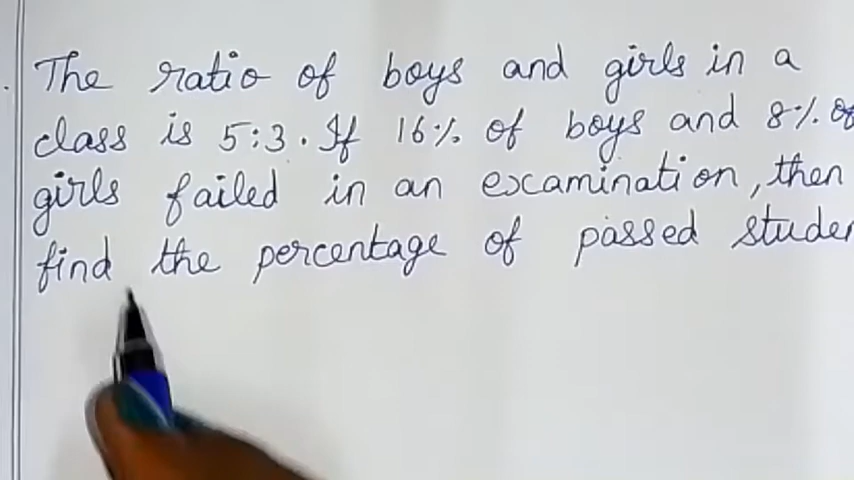 The ratio of boys and girls in a
class is 5:3. If 16% of boys and 8% of
girls failed in an examination, then
find the percentage of passed